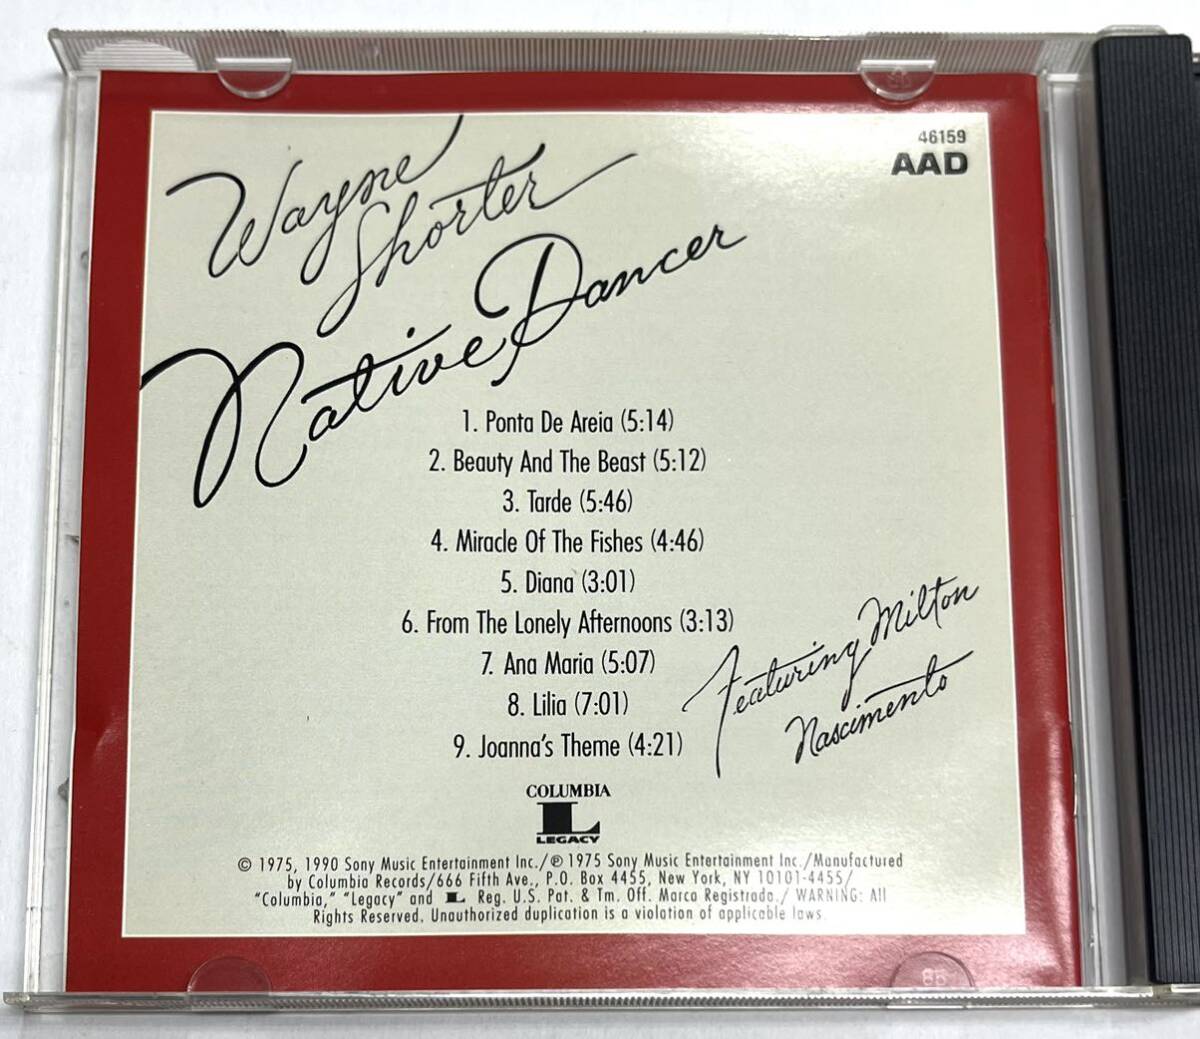 46159
AAD
Wayne
Shorter
Native Dancer
1. Ponta De Areia (5:14)
2. Beauty And The Beast (5:12)
3. Tarde (5:46)
4. Miracle Of The Fishes (4:46)
5. Diana (3:01)
6. From The Lonely Afternoons (3:13)
7. Ana Maria (5:07)
8. Lilia (7:01)
9. Joanna's Theme (4:21)
Featuring Milton
Nascimento
COLUMBIA
L
LEGACY
© 1975, 1990 Sony Music Entertainment Inc./℗ 1975 Sony Music Entertainment Inc./Manufactured
by Columbia Records/666 Fifth Ave., P.O. Box 4455, New York, NY 10101-4455/
"Columbia," "Legacy" and L Reg. U.S. Pat. & Tm. Off. Marca Registrada./ WARNING: All
Rights Reserved. Unauthorized duplication is a violation of applicable laws.